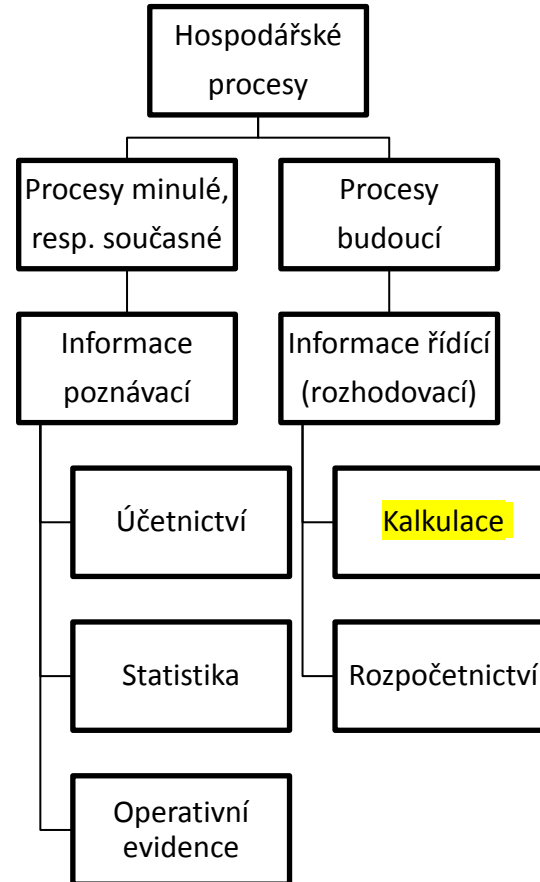 Hospodářské
procesy
Procesy minulé,
resp. současné
Procesy
budoucí
Informace
poznávací
Informace řídící
(rozhodovací)
Účetnictví
Kalkulace
Statistika
Rozpočetnictví
Operativní
evidence